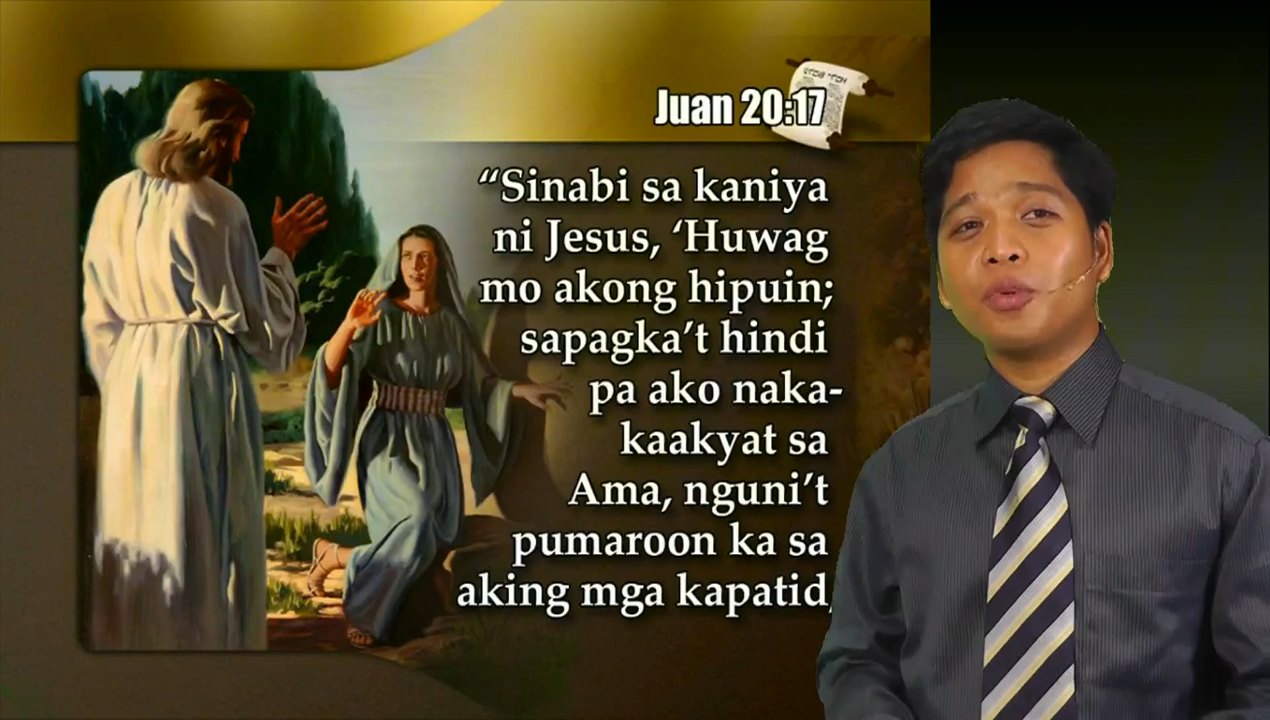 Juan 20:17
“Sinabi sa kaniya
ni Jesus, ‘Huwag
mo akong hipuin;
sapagka’t hindi
pa ako naka-
kaakyat sa
Ama, nguni’t
pumaroon ka sa
aking mga kapatid,